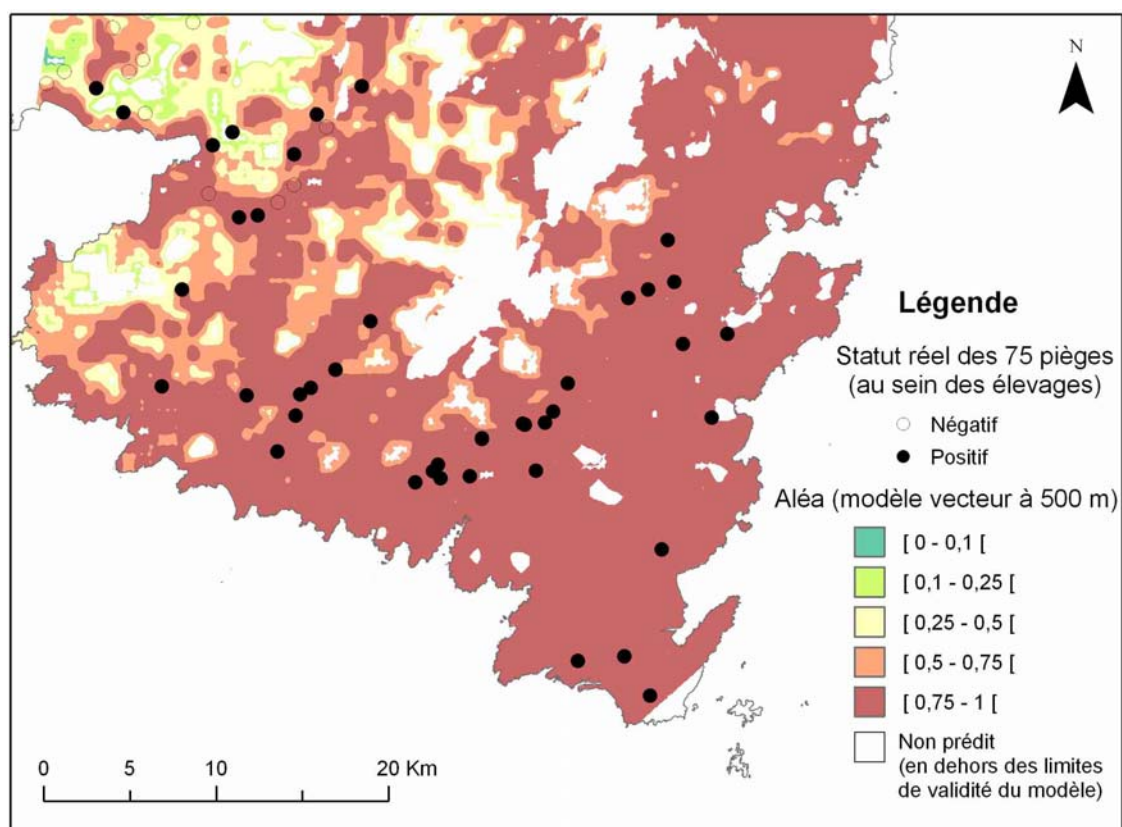 N
Légende
Statut réel des 75 pièges
(au sein des élevages)
Négatif
Positif
Aléa (modèle vecteur à 500 m)
[ 0 - 0,1 [
[ 0,1 - 0,25 [
[ 0,25 - 0,5 [
[ 0,5 - 0,75 [
[ 0,75 - 1 [
Non prédit
(en dehors des limites
de validité du modèle)
0 5 10 20 Km